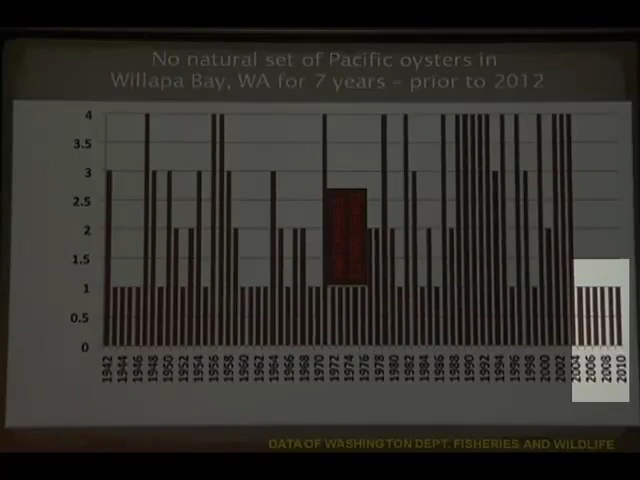 No natural set of Pacific oysters in
Willapa Bay, WA for 7 years – prior to 2012
4
3.5
3
2.5
2
1.5
1
0.5
0
1942 1944 1946 1948 1950 1952 1954 1956 1958 1960 1962 1964 1966 1968 1970 1972 1974 1976 1978 1980 1982 1984 1986 1988 1990 1992 1994 1996 1998 2000 2002 2004 2006 2008 2010
DATA OF WASHINGTON DEPT. FISHERIES AND WILDLIFE